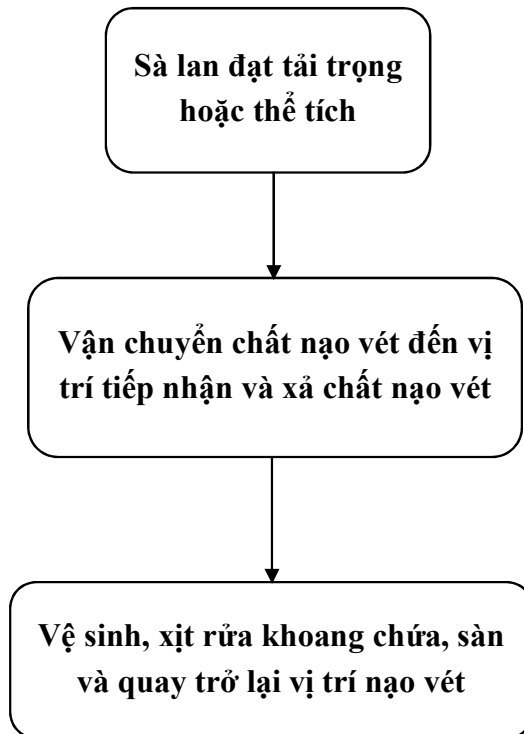 Sà lan đạt tải trọng
hoặc thể tích
Vận chuyển chất nạo vét đến vị
trí tiếp nhận và xả chất nạo vét
Vệ sinh, xịt rửa khoang chứa, sàn
và quay trở lại vị trí nạo vét